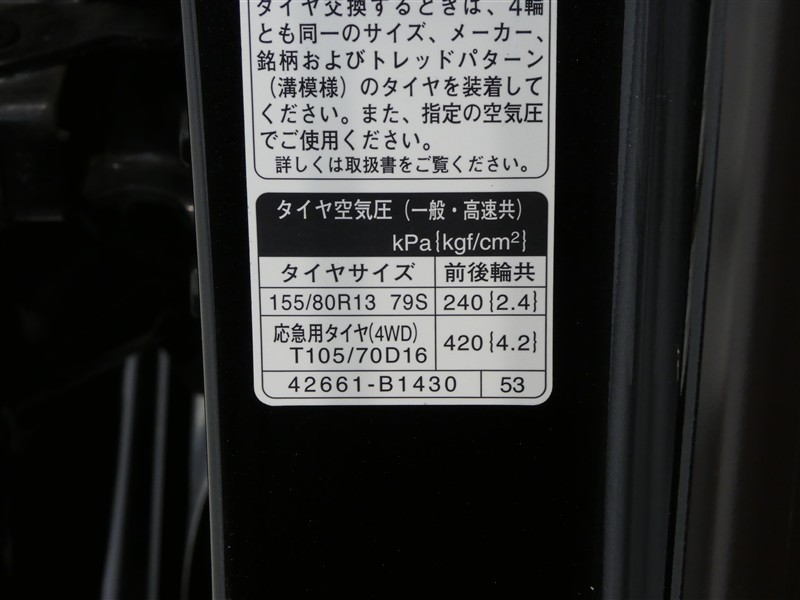 タイヤ交換するときは、4輪
とも同一のサイズ、メーカー、
銘柄およびトレッドパターン
（溝模様）のタイヤを装着して
ください。また、指定の空気圧
でご使用ください。
詳しくは取扱書をご覧ください。
タイヤ空気圧（一般・高速共）
kPa{kgf/cm²}
タイヤサイズ 前後輪共
155/80R13 79S 240{2.4}
応急用タイヤ(4WD)
T105/70D16 420{4.2}
42661-B1430 53